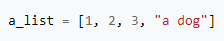 a_list = [1, 2, 3, "a dog"]